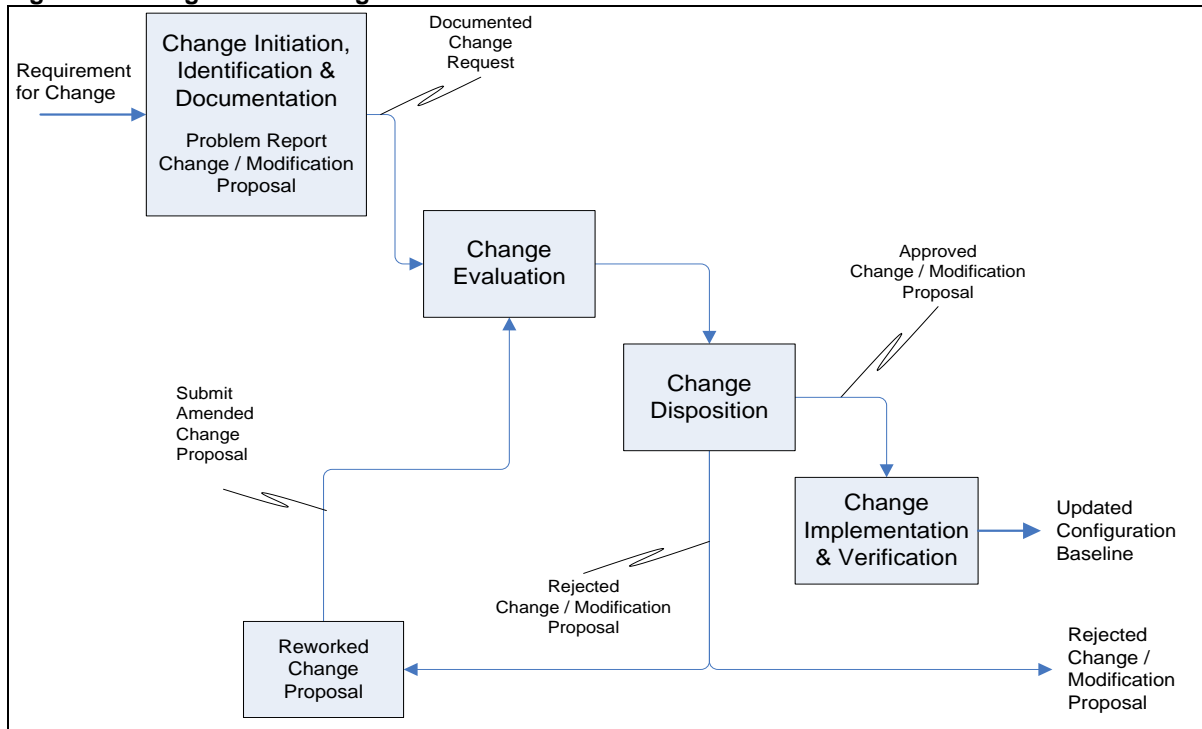 Requirement
for Change
Change Initiation,
Identification &
Documentation
Problem Report
Change / Modification
Proposal
Documented
Change
Request
Change
Evaluation
Approved
Change / Modification
Proposal
Change
Disposition
Submit
Amended
Change
Proposal
Change
Implementation
& Verification
Updated
Configuration
Baseline
Rejected
Change / Modification
Proposal
Reworked
Change
Proposal
Rejected
Change /
Modification
Proposal